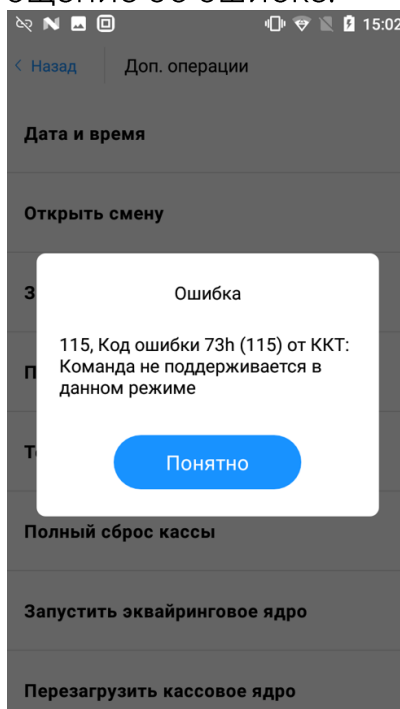 15:02
< Назад
Доп. операции
Дата и время
Открыть смену
З
Ошибка
115, Код ошибки 73h (115) от ККТ:
Команда не поддерживается в
данном режиме
П
Т
Понятно
Полный сброс кассы
Запустить эквайринговое ядро
Перезагрузить кассовое ядро